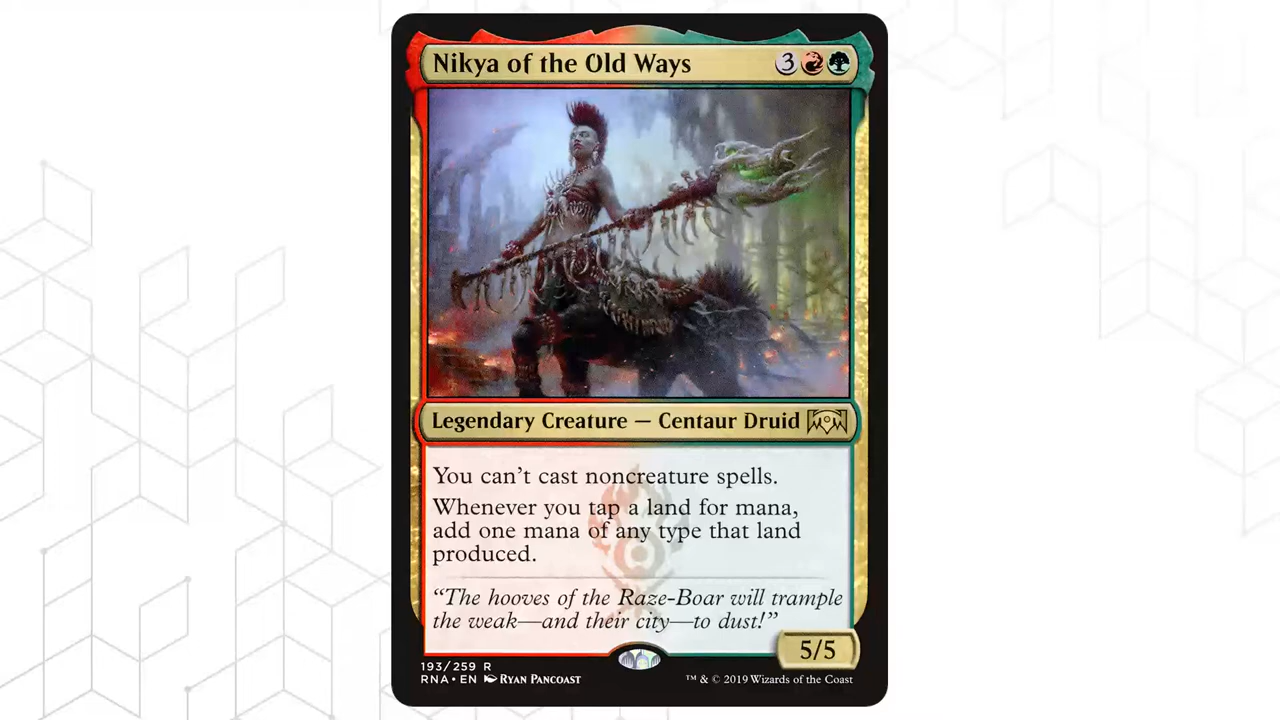 Nikya of the Old Ways 3
Legendary Creature — Centaur Druid
You can't cast noncreature spells.
Whenever you tap a land for mana,
add one mana of any type that land
produced.
“The hooves of the Raze-Boar will trample
the weak—and their city—to dust!”
5/5
193/259 R
RNA • EN Ryan Pancoast
™ & © 2019 Wizards of the Coast